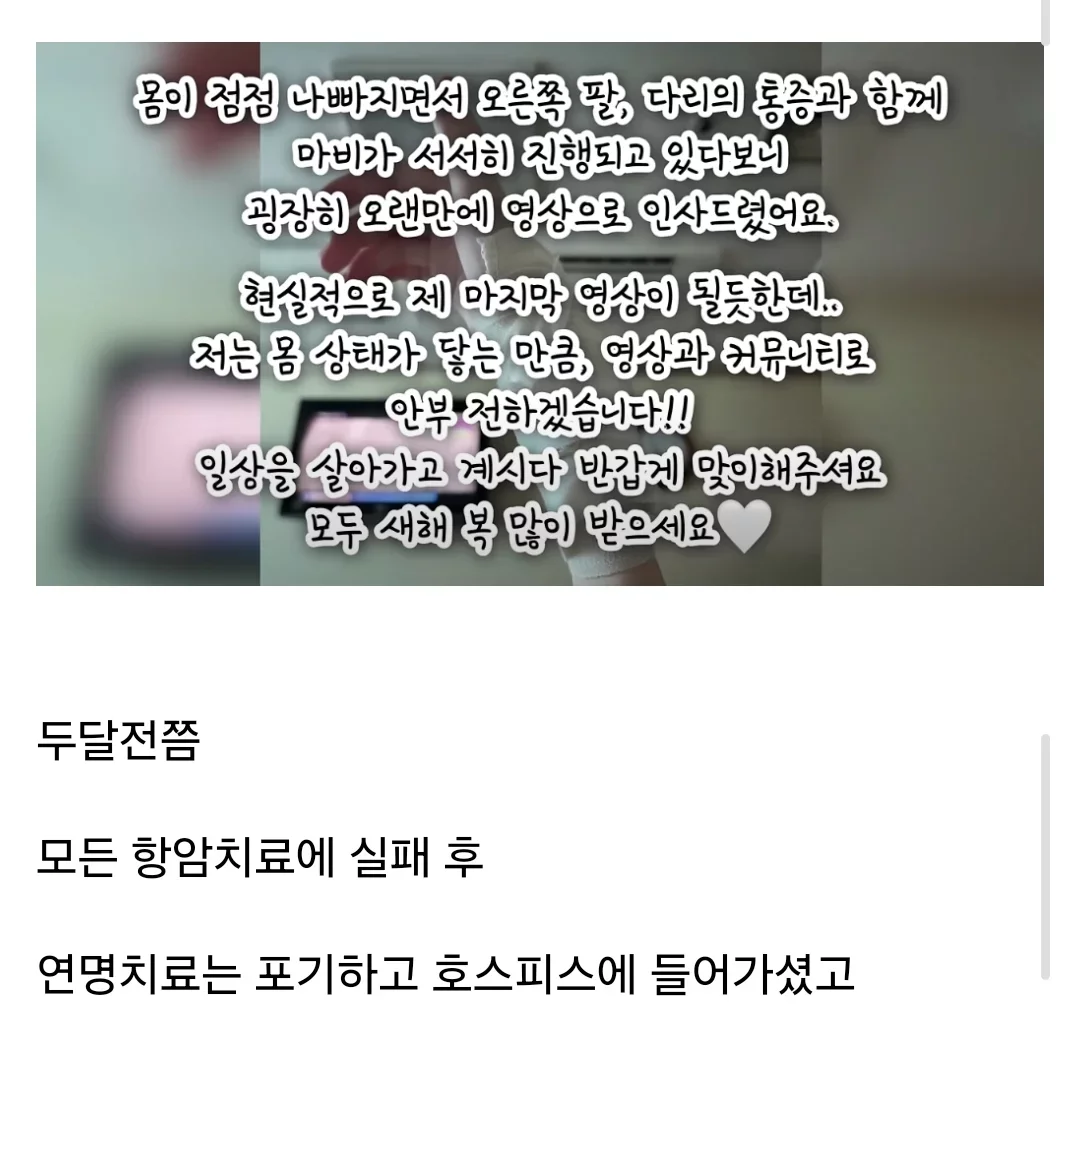 몸이 점점 나빠지면서 오른쪽 팔, 다리의 통증과 함께
마비가 서서히 진행되고 있다보니
굉장히 오랜만에 영상으로 인사드렸어요.
현실적으로 제 마지막 영상이 될듯한데..
저는 몸 상태가 닿는 만큼, 영상과 커뮤니티로
안부 전하겠습니다!!
일상을 살아가고 계시다 반갑게 맞이해주셔요
모두 새해 복 많이 받으세요🤍
두달전쯤
모든 항암치료에 실패 후
연명치료는 포기하고 호스피스에 들어가셨고